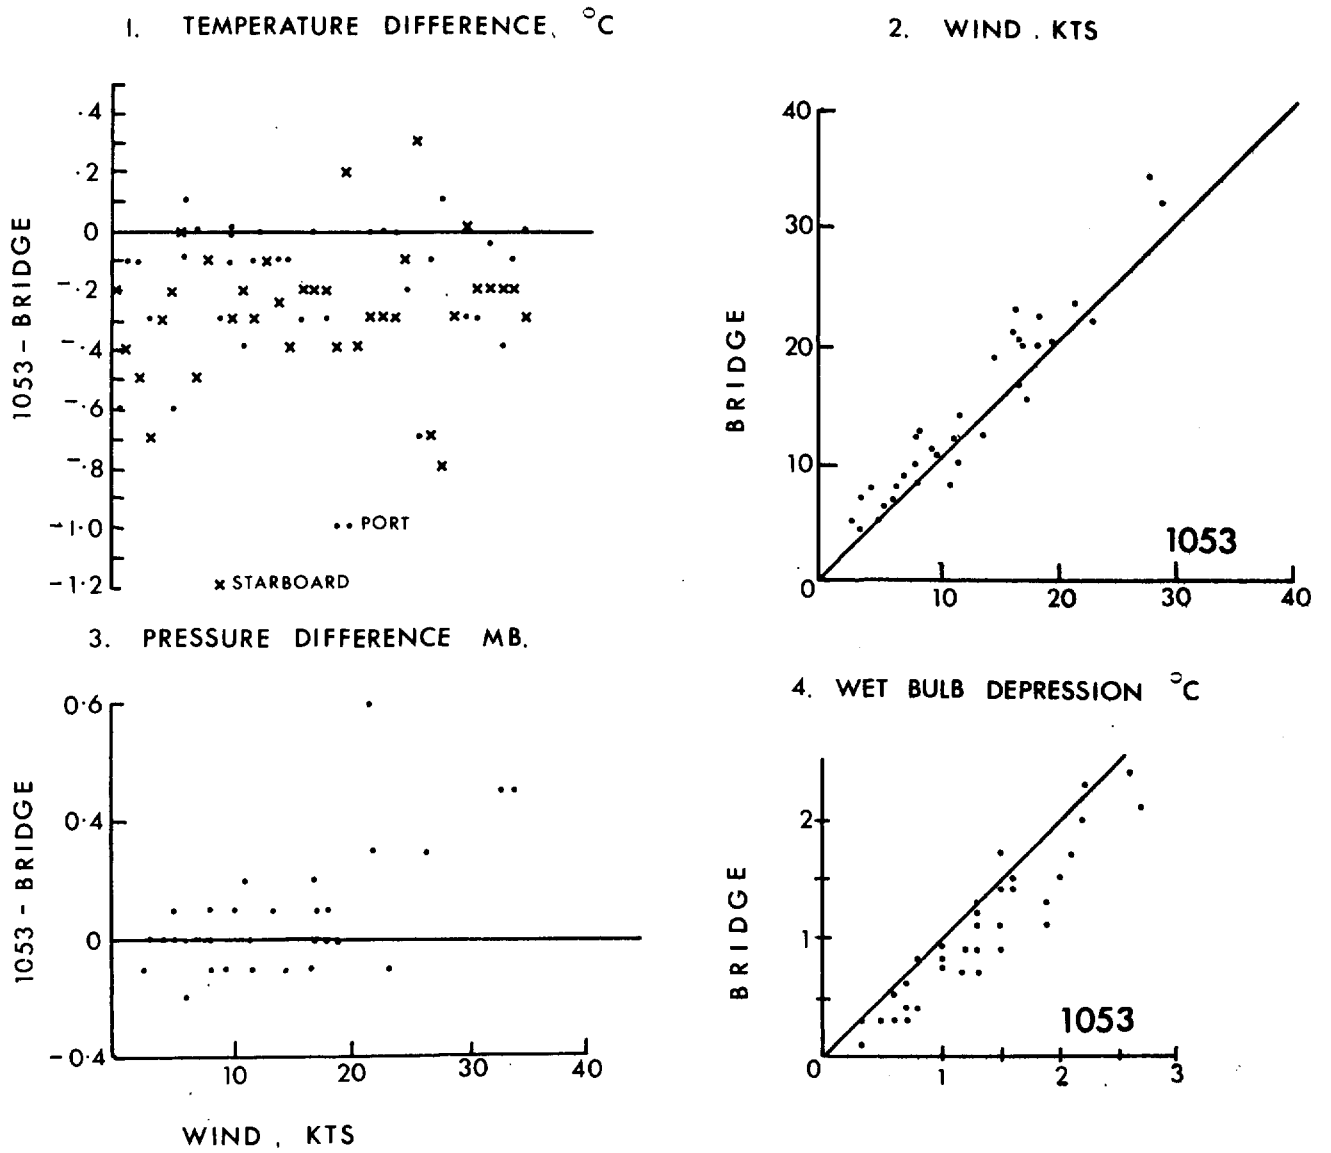 1. TEMPERATURE DIFFERENCE, °C
·4
·2
0
-·2
-·4
-·6
-·8
-1·0
-1·2
1053 - BRIDGE
PORT
STARBOARD
2. WIND . KTS
40
30
20
10
0
10 20 30 40
BRIDGE
1053
3. PRESSURE DIFFERENCE MB.
0·6
0·4
0
-0·4
10 20 30 40
1053 - BRIDGE
WIND , KTS
4. WET BULB DEPRESSION °C
2
1
0
1 2 3
BRIDGE
1053